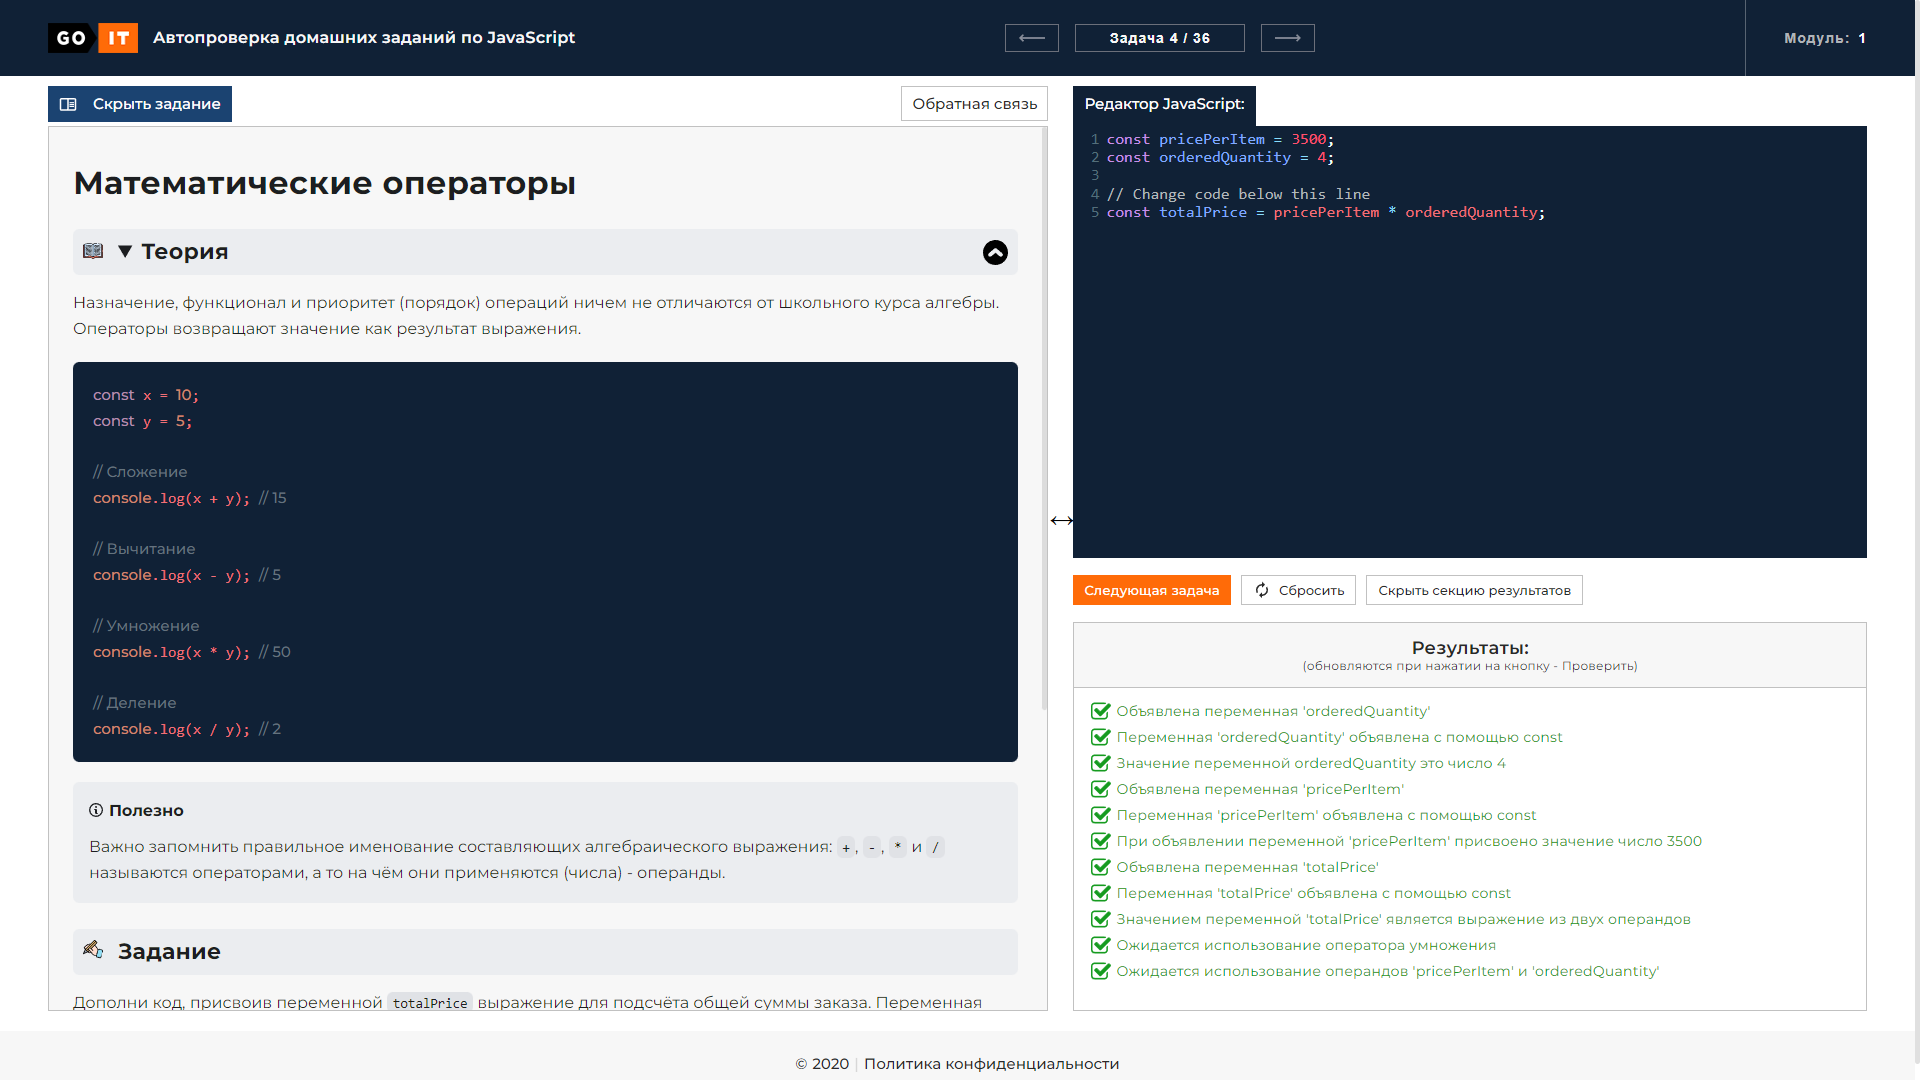 GO IT
Автопроверка домашних заданий по JavaScript
Задача 4 / 36
Модуль: 1
Скрыть задание
Обратная связь
Математические операторы
Теория
Назначение, функционал и приоритет (порядок) операций ничем не отличаются от школьного курса алгебры.
Операторы возвращают значение как результат выражения.
const x = 10;
const y = 5;
// Сложение
console.log(x + y); // 15
// Вычитание
console.log(x - y); // 5
// Умножение
console.log(x * y); // 50
// Деление
console.log(x / y); // 2
Полезно
Важно запомнить правильное именование составляющих алгебраического выражения: +, -, * и /
называются операторами, а то на чём они применяются (числа) - операнды.
Задание
Дополни код, присвоив переменной totalPrice выражение для подсчёта общей суммы заказа. Переменная
Редактор JavaScript:
1 const pricePerItem = 3500;
2 const orderedQuantity = 4;
3
4 // Change code below this line
5 const totalPrice = pricePerItem * orderedQuantity;
Следующая задача
Сбросить
Скрыть секцию результатов
Результаты:
(обновляются при нажатии на кнопку - Проверить)
Объявлена переменная 'orderedQuantity'
Переменная 'orderedQuantity' объявлена с помощью const
Значение переменной orderedQuantity это число 4
Объявлена переменная 'pricePerItem'
Переменная 'pricePerItem' объявлена с помощью const
При объявлении переменной 'pricePerItem' присвоено значение число 3500
Объявлена переменная 'totalPrice'
Переменная 'totalPrice' объявлена с помощью const
Значением переменной 'totalPrice' является выражение из двух операндов
Ожидается использование оператора умножения
Ожидается использование операндов 'pricePerItem' и 'orderedQuantity'
© 2020 | Политика конфиденциальности